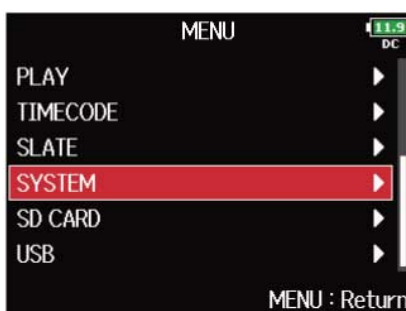 MENU
11.9
DC
PLAY
TIMECODE
SLATE
SYSTEM
SD CARD
USB
MENU : Return